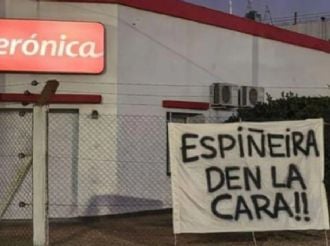 erónica
ESPIÑEIRA
DEN LA
CARA!!